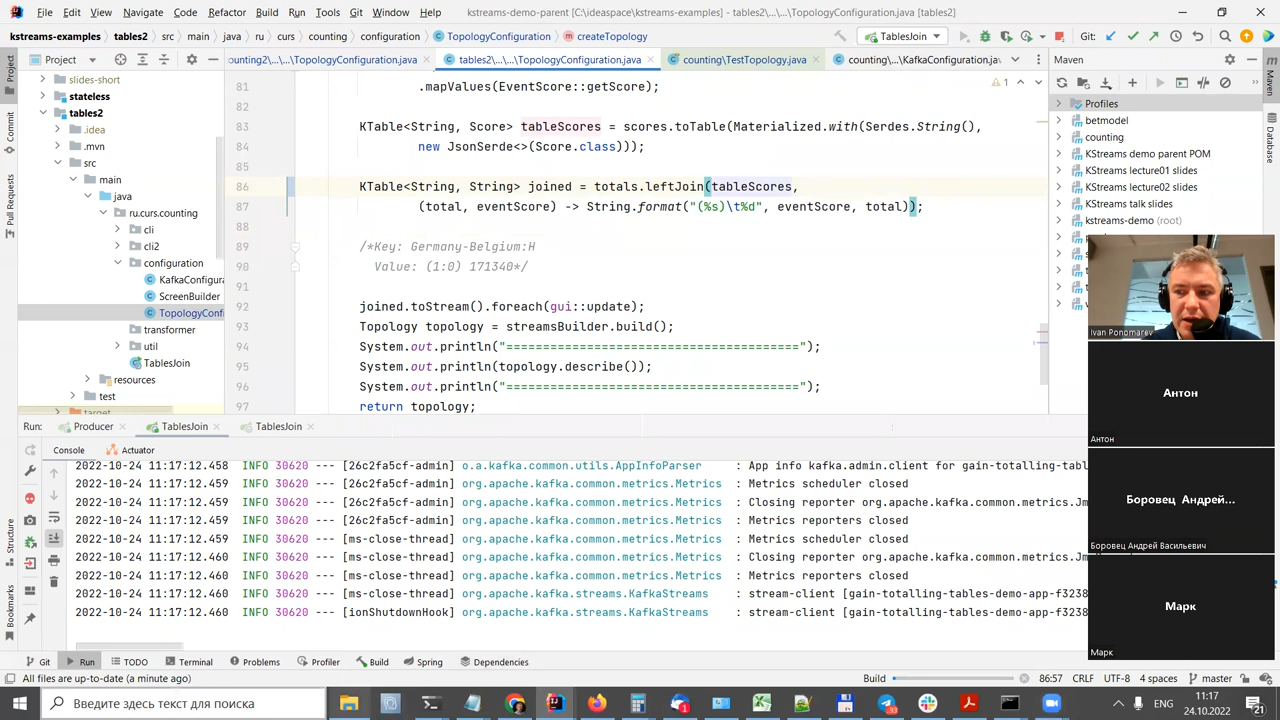 File Edit View Navigate Code Refactor Build Run Tools Git Window Help kstreams-demo-parent [C:\ideaspace\kstreams-examples] - tables2\...\TopologyConfiguration.java [tables2]
kstreams-examples tables2 src main java ru curs counting configuration TopologyConfiguration createTopology TablesJoin Git:
Project ounting2\...\TopologyConfiguration.java tables2\...\TopologyConfiguration.java counting\TestTopology.java counting\...\KafkaConfiguration.java Maven
slides-short
stateless
tables2
.idea
.mvn
src
main
java
ru.curs.counting
cli
cli2
configuration
KafkaConfigura
ScreenBuilder
TopologyConfi
transformer
util
TablesJoin
resources
test
target
81 .mapValues(EventScore::getScore);
82
83 KTable<String, Score> tableScores = scores.toTable(Materialized.with(Serdes.String(),
84 new JsonSerde<>(Score.class)));
85
86 KTable<String, String> joined = totals.leftJoin(tableScores,
87 (total, eventScore) -> String.format("(%s)\t%d", eventScore, total));
88
89 /*Key: Germany-Belgium:H
90 Value: (1:0) 171340*/
91
92 joined.toStream().foreach(gui::update);
93 Topology topology = streamsBuilder.build();
94 System.out.println("=======================================");
95 System.out.println(topology.describe());
96 System.out.println("=======================================");
97 return topology;
1
Profiles
betmodel
counting
KStreams demo parent POM
KStreams lecture01 slides
KStreams lecture02 slides
KStreams talk slides
kstreams-demo (root)
Project
Commit
Pull Requests
Structure
Bookmarks
Maven
Database
Ivan Ponomarev
Антон
Антон
Боровец Андрей...
Боровец Андрей Васильевич
Марк
Марк
Run: Producer TablesJoin TablesJoin
Console Actuator
2022-10-24 11:17:12.458 INFO 30620 --- [26c2fa5cf-admin] o.a.kafka.common.utils.AppInfoParser : App info kafka.admin.client for gain-totalling-tabl
2022-10-24 11:17:12.459 INFO 30620 --- [26c2fa5cf-admin] org.apache.kafka.common.metrics.Metrics : Metrics scheduler closed
2022-10-24 11:17:12.459 INFO 30620 --- [26c2fa5cf-admin] org.apache.kafka.common.metrics.Metrics : Closing reporter org.apache.kafka.common.metrics.Jm
2022-10-24 11:17:12.459 INFO 30620 --- [26c2fa5cf-admin] org.apache.kafka.common.metrics.Metrics : Metrics reporters closed
2022-10-24 11:17:12.459 INFO 30620 --- [ms-close-thread] org.apache.kafka.common.metrics.Metrics : Metrics scheduler closed
2022-10-24 11:17:12.460 INFO 30620 --- [ms-close-thread] org.apache.kafka.common.metrics.Metrics : Closing reporter org.apache.kafka.common.metrics.Jm
2022-10-24 11:17:12.460 INFO 30620 --- [ms-close-thread] org.apache.kafka.common.metrics.Metrics : Metrics reporters closed
2022-10-24 11:17:12.460 INFO 30620 --- [ms-close-thread] org.apache.kafka.streams.KafkaStreams : stream-client [gain-totalling-tables-demo-app-f3238
2022-10-24 11:17:12.460 INFO 30620 --- [ionShutdownHook] org.apache.kafka.streams.KafkaStreams : stream-client [gain-totalling-tables-demo-app-f3238
Git Run TODO Terminal Problems Profiler Build Spring Dependencies
All files are up-to-date (a minute ago) Build 86:57 CRLF UTF-8 4 spaces master
Введите здесь текст для поиска ENG 11:17
24.10.2022 21